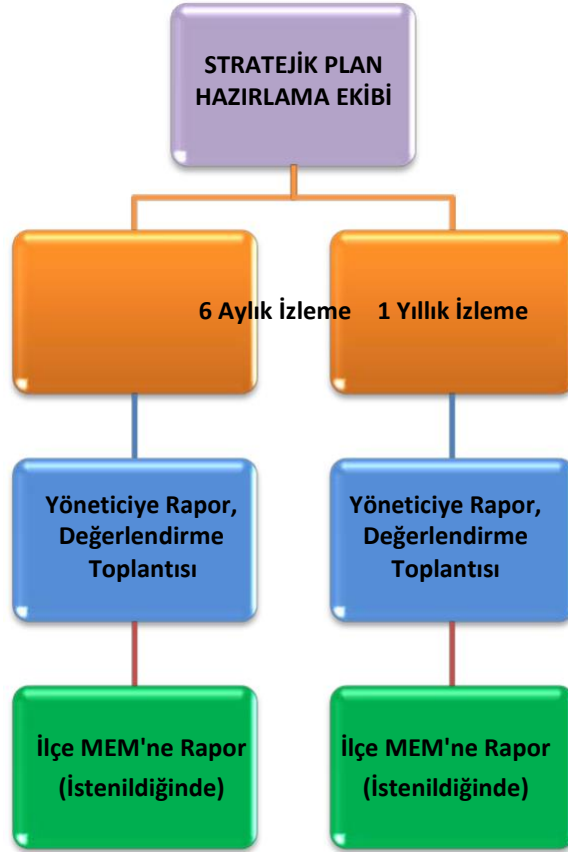 STRATEJİK PLAN
HAZIRLAMA EKİBİ
6 Aylık İzleme
1 Yıllık İzleme
Yöneticiye Rapor,
Değerlendirme
Toplantısı
Yöneticiye Rapor,
Değerlendirme
Toplantısı
İlçe MEM'ne Rapor
(İstenildiğinde)
İlçe MEM'ne Rapor
(İstenildiğinde)